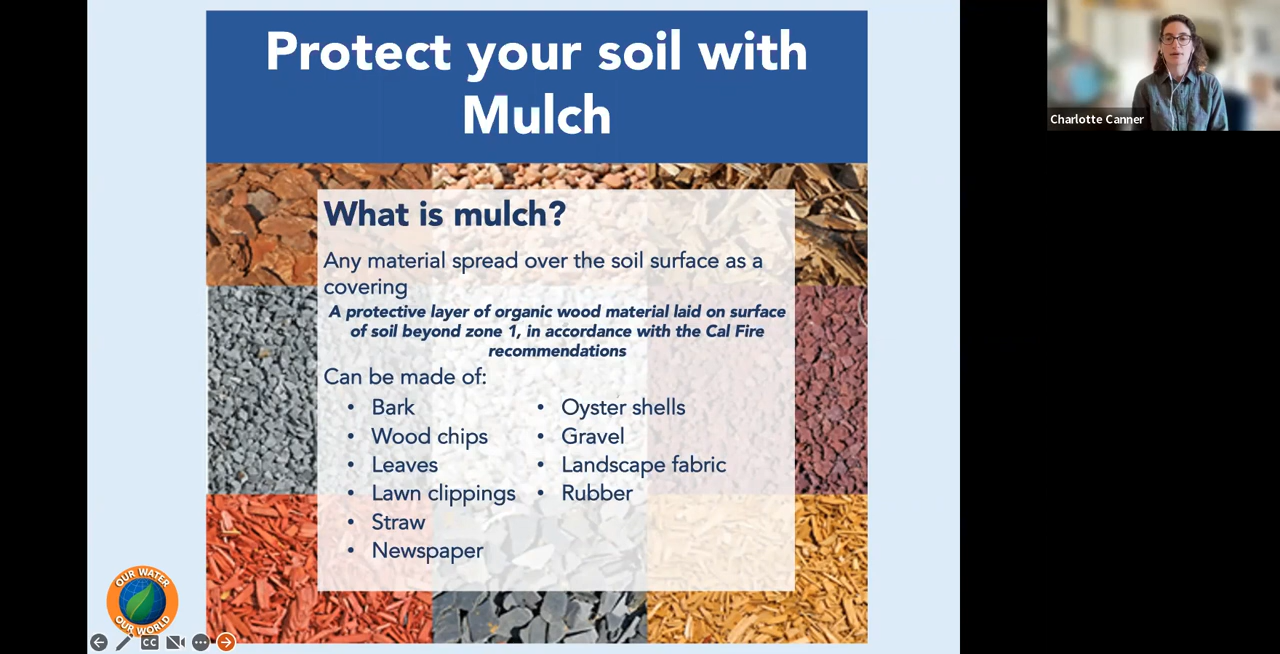 Protect your soil with
Mulch
Charlotte Canner
What is mulch?
Any material spread over the soil surface as a
covering
A protective layer of organic wood material laid on surface
of soil beyond zone 1, in accordance with the Cal Fire
recommendations
Can be made of:
• Bark
• Wood chips
• Leaves
• Lawn clippings
• Straw
• Newspaper
• Oyster shells
• Gravel
• Landscape fabric
• Rubber
OUR WATER
OUR WORLD
CC